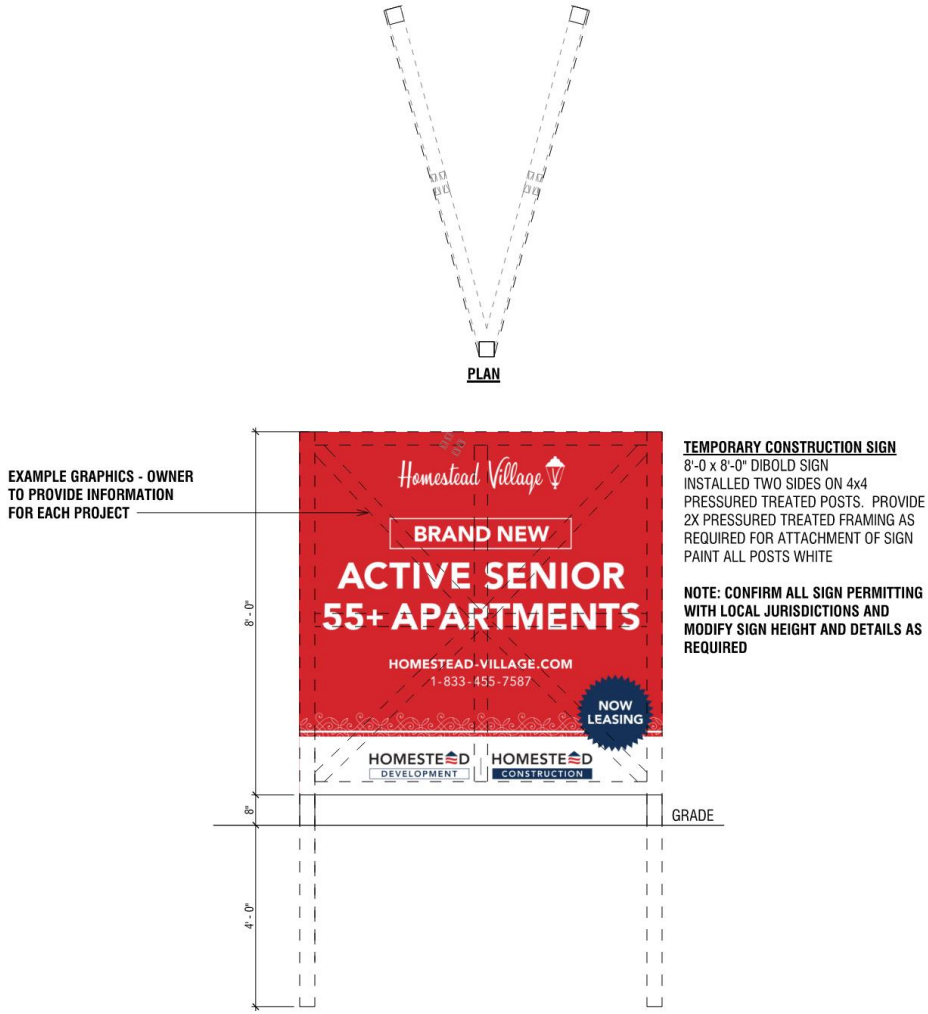 PLAN
EXAMPLE GRAPHICS - OWNER
TO PROVIDE INFORMATION
FOR EACH PROJECT
8' - 0"
8"
4' - 0"
Homestead Village
BRAND NEW
ACTIVE SENIOR
55+ APARTMENTS
HOMESTEAD-VILLAGE.COM
1-833-455-7587
NOW
LEASING
HOMESTEAD
DEVELOPMENT
HOMESTEAD
CONSTRUCTION
TEMPORARY CONSTRUCTION SIGN
8'-0 x 8'-0" DIBOLD SIGN
INSTALLED TWO SIDES ON 4x4
PRESSURED TREATED POSTS. PROVIDE
2X PRESSURED TREATED FRAMING AS
REQUIRED FOR ATTACHMENT OF SIGN
PAINT ALL POSTS WHITE
NOTE: CONFIRM ALL SIGN PERMITTING
WITH LOCAL JURISDICTIONS AND
MODIFY SIGN HEIGHT AND DETAILS AS
REQUIRED
GRADE